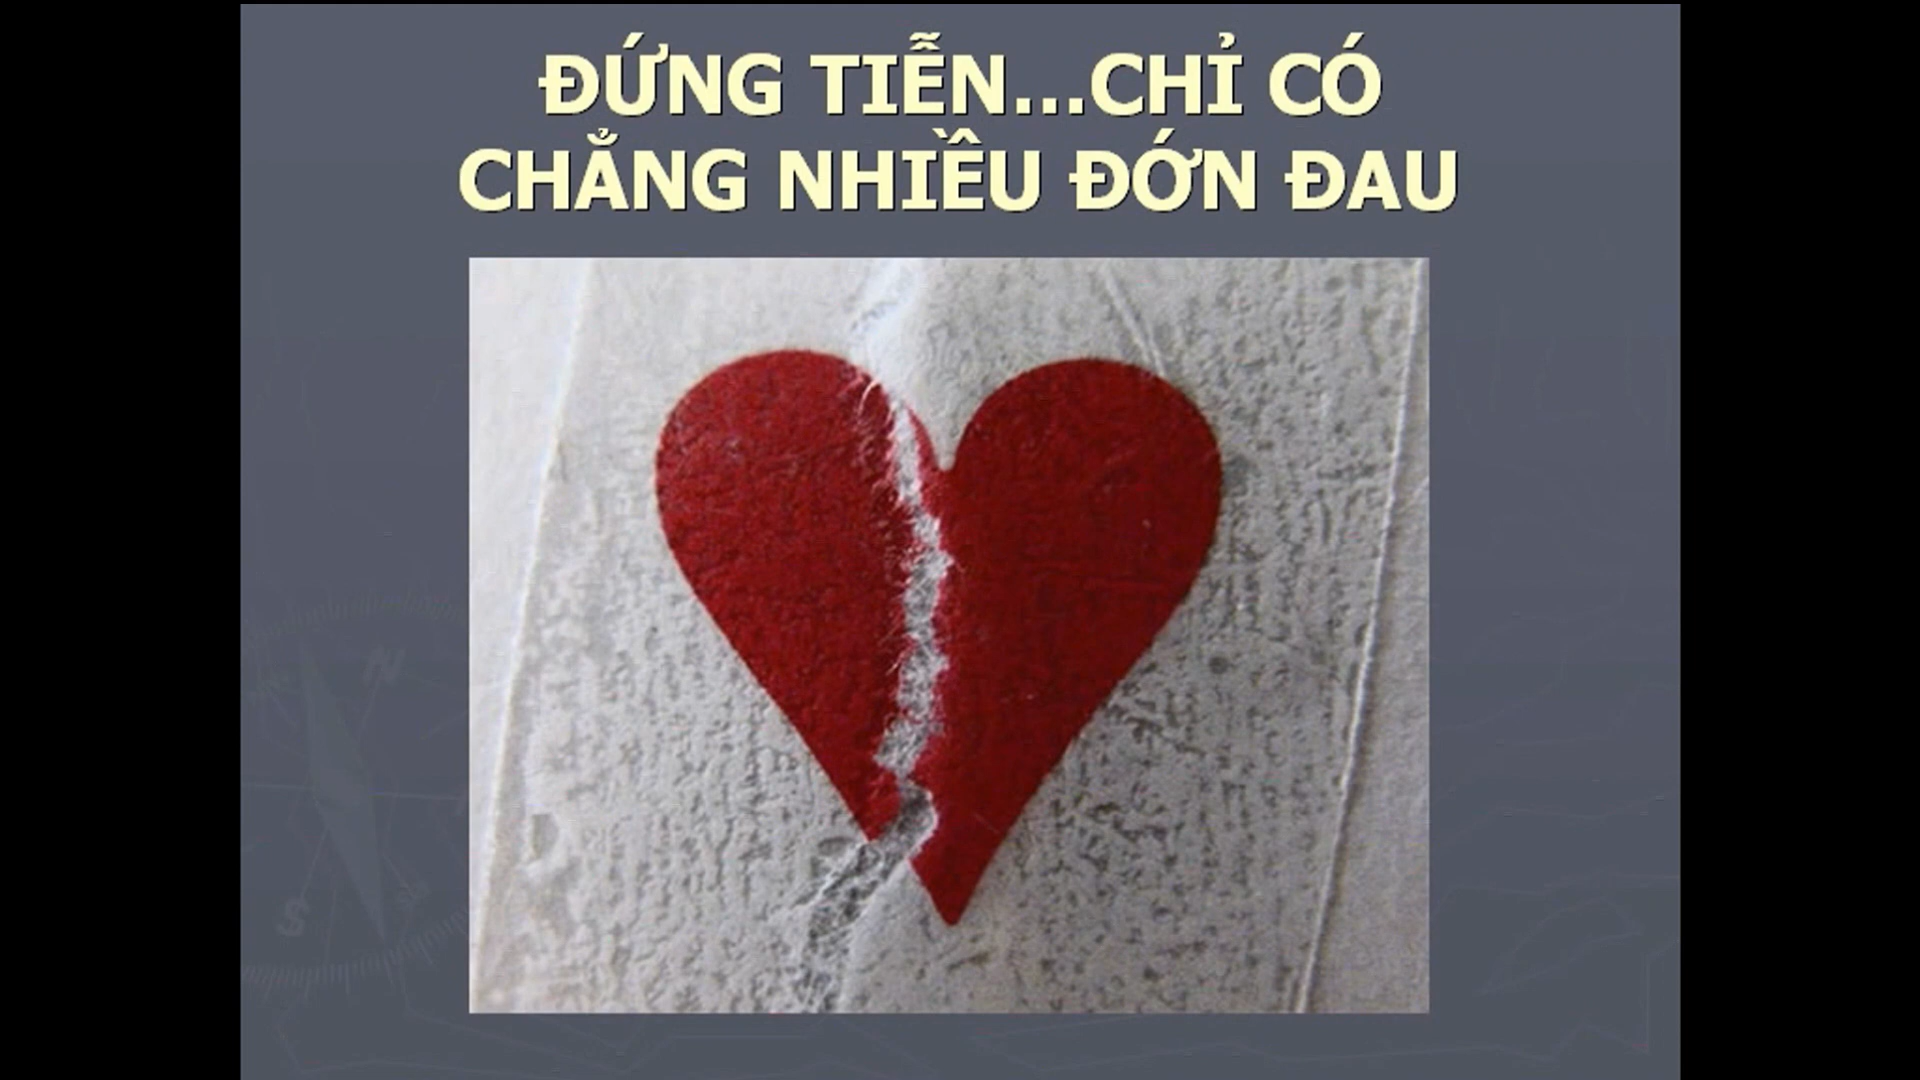 ĐỨNG TIỄN...CHỈ CÓ
CHẲNG NHIỀU ĐỚN ĐAU
N
S